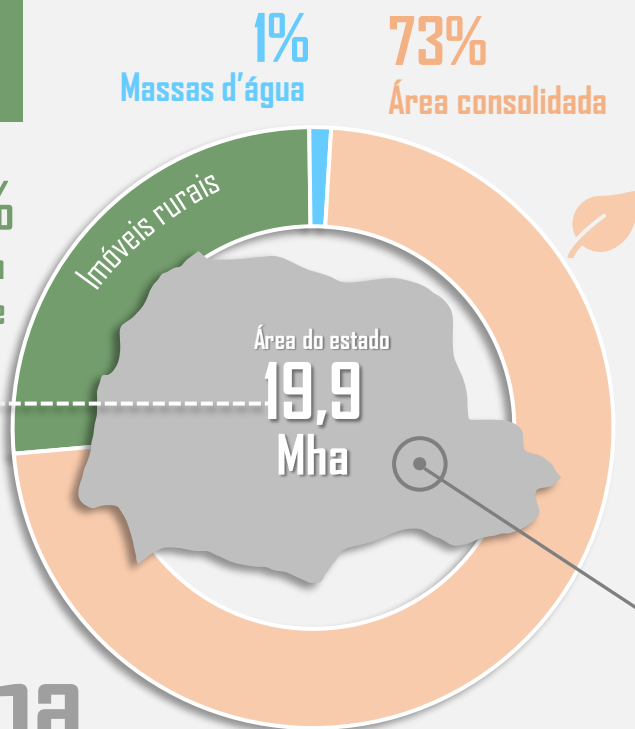 1%
Massas d'água
73%
Área consolidada
%
Imóveis rurais
Área do estado
19,9
Mha